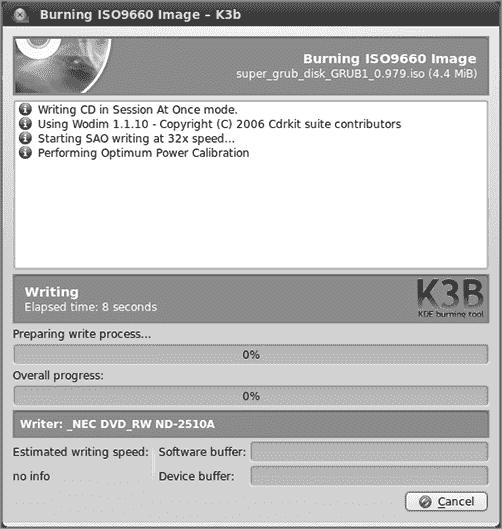 Burning ISO9660 Image – K3b
Burning ISO9660 Image
super_grub_disk_GRUB1_0.979.iso (4.4 MiB)
Writing CD in Session At Once mode.
Using Wodim 1.1.10 - Copyright (C) 2006 Cdrkit suite contributors
Starting SAO writing at 32x speed...
Performing Optimum Power Calibration
Writing
Elapsed time: 8 seconds
K3B
KDE burning tool
Preparing write process...
0%
Overall progress:
0%
Writer: _NEC DVD_RW ND-2510A
Estimated writing speed:
Software buffer:
no info
Device buffer:
Cancel